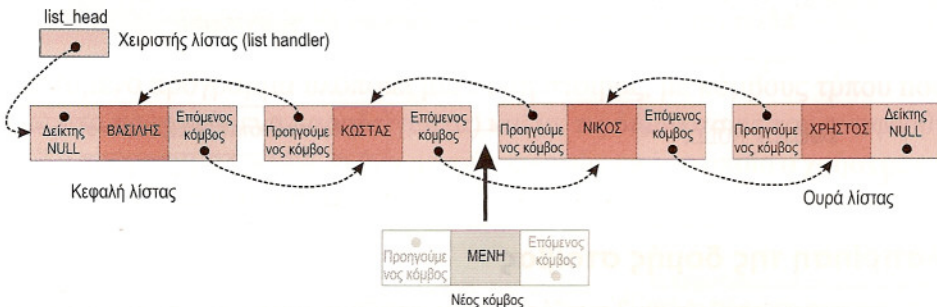 list_head
Χειριστής λίστας (list handler)
Δείκτης
NULL
ΒΑΣΙΛΗΣ
Επόμενος
κόμβος
Προηγούμε
νος κόμβος
ΚΩΣΤΑΣ
Επόμενος
κόμβος
Προηγούμε
νος κόμβος
ΝΙΚΟΣ
Επόμενος
κόμβος
Προηγούμε
νος κόμβος
ΧΡΗΣΤΟΣ
Δείκτης
NULL
Κεφαλή λίστας
Ουρά λίστας
Προηγούμε
νος κόμβος
ΜΕΝΗ
Επόμενος
κόμβος
Νέος κόμβος